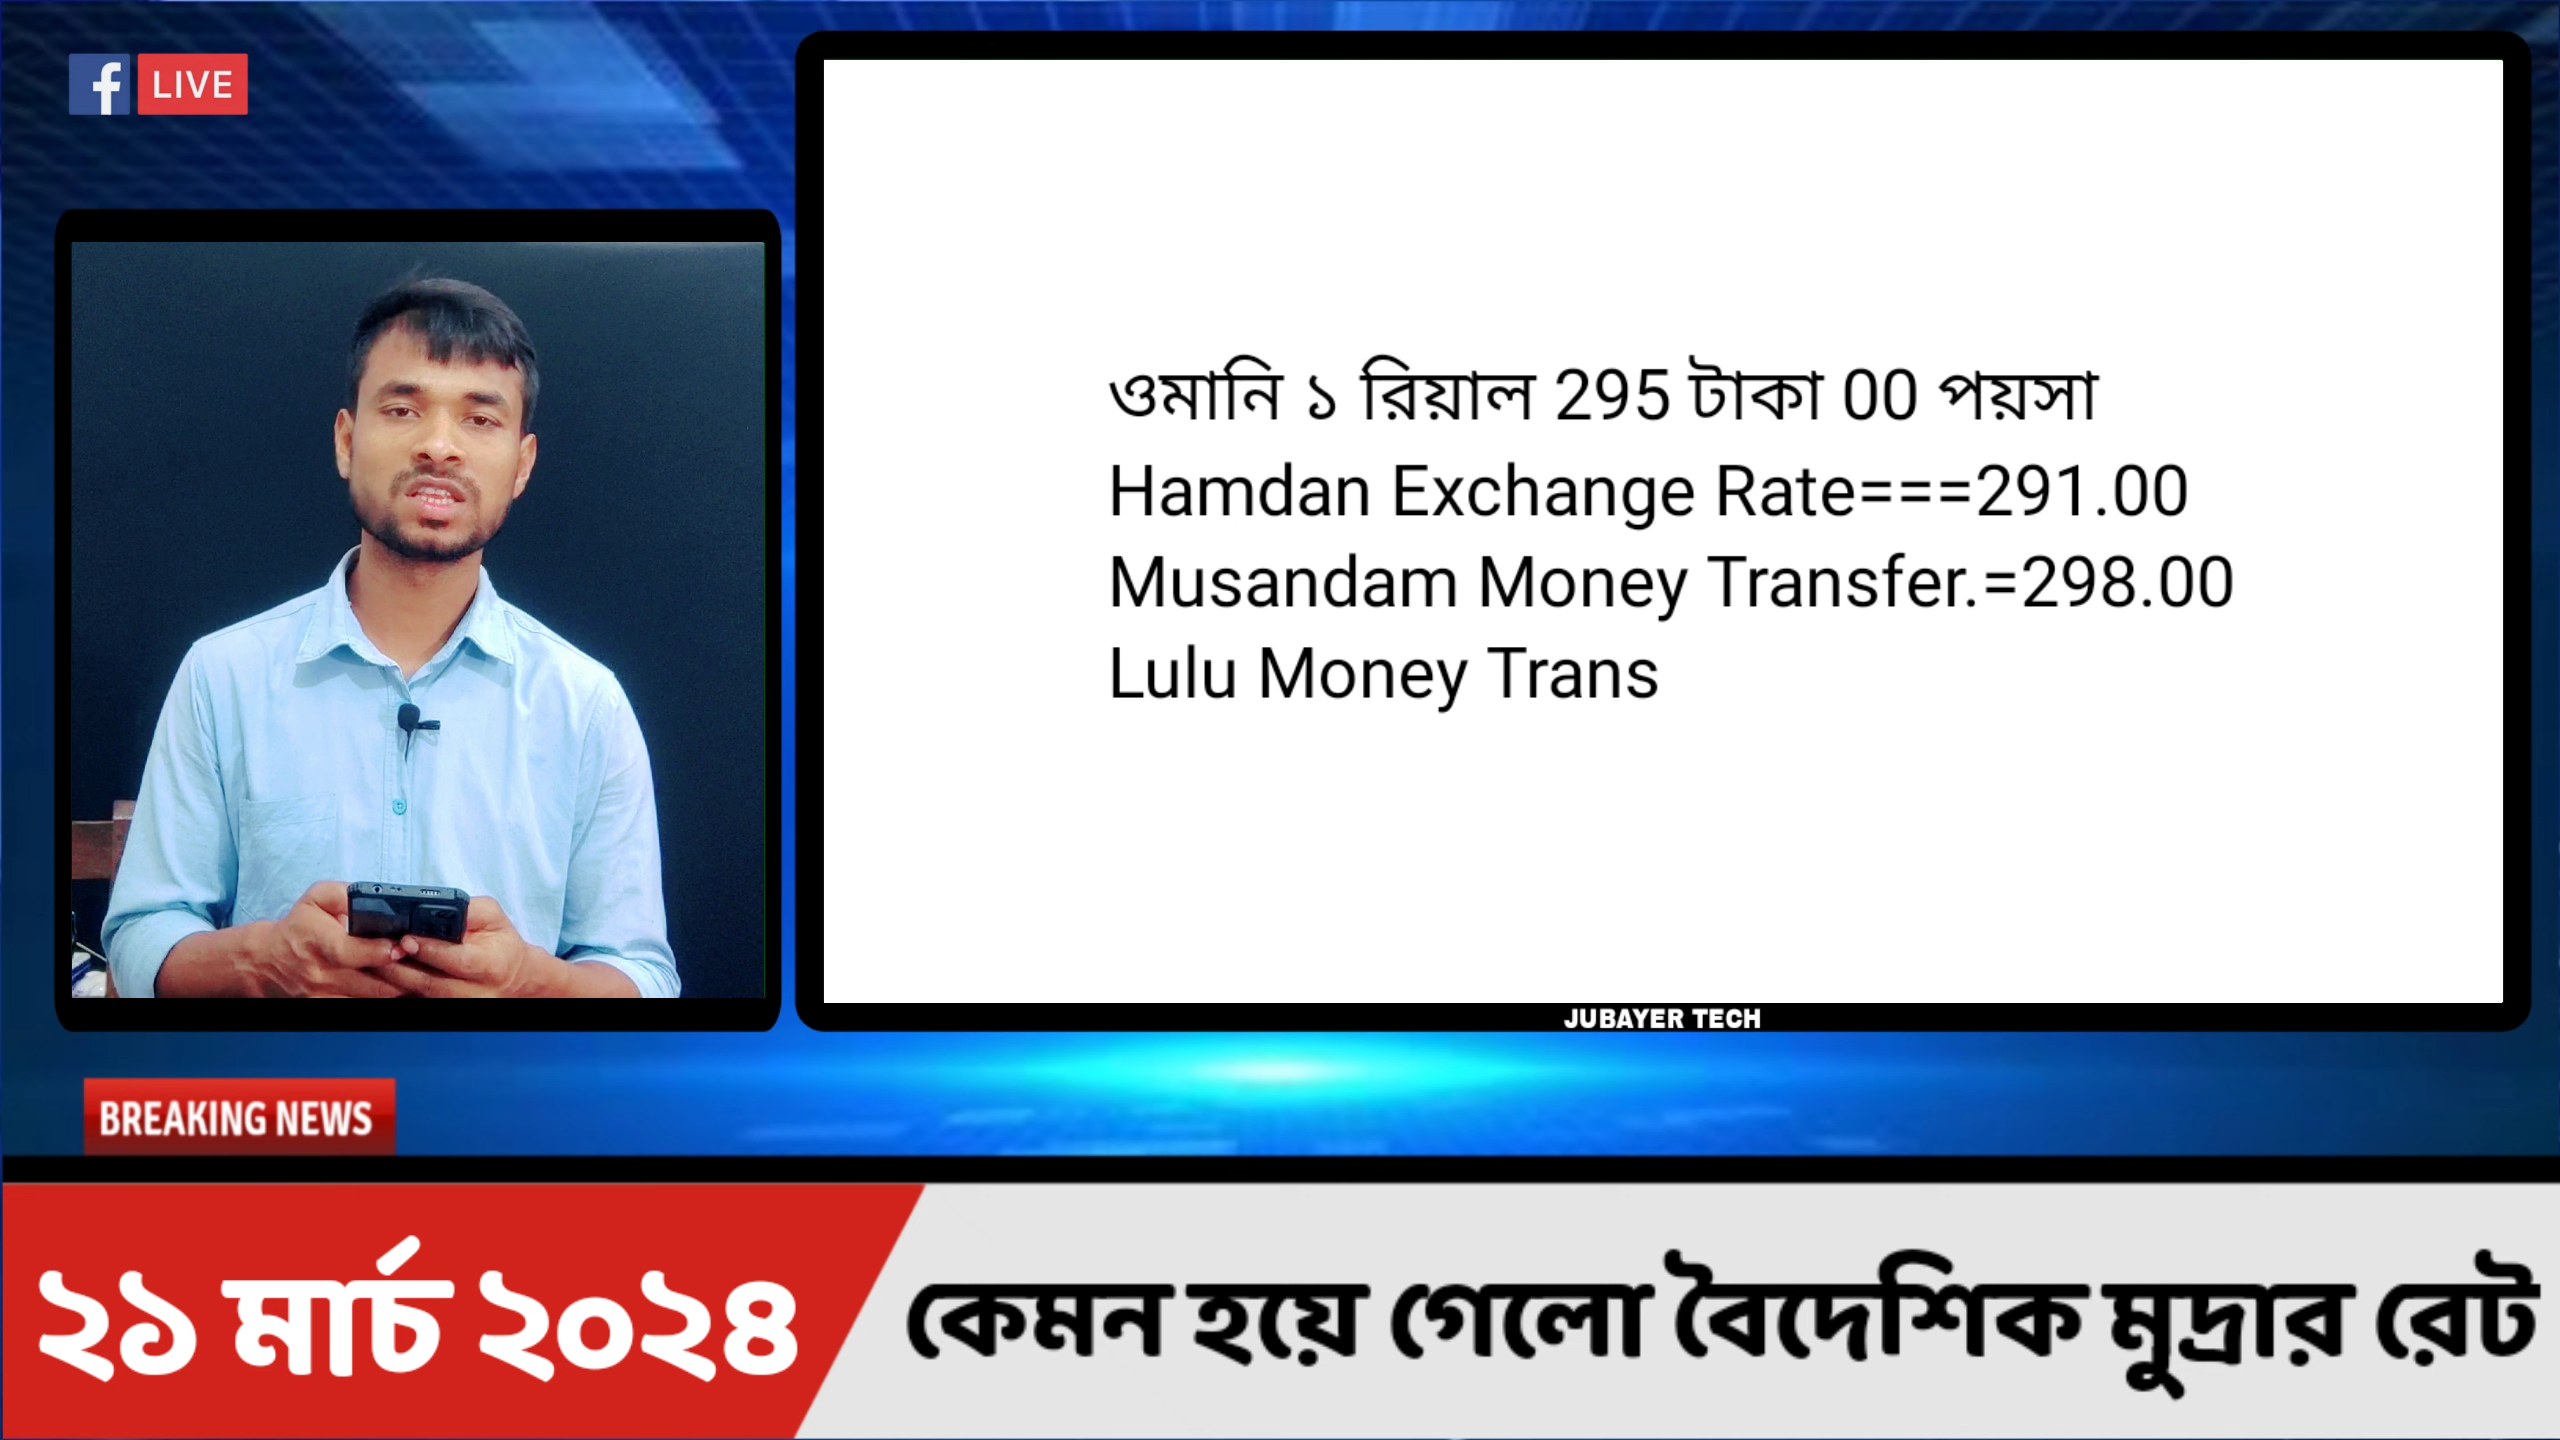 f LIVE
ওমানি ১ রিয়াল 295 টাকা 00 পয়সা
Hamdan Exchange Rate===291.00
Musandam Money Transfer.=298.00
Lulu Money Trans
JUBAYER TECH
BREAKING NEWS
২১ মার্চ ২০২৪
কেমন হয়ে গেলো বৈদেশিক মুদ্রার রেট